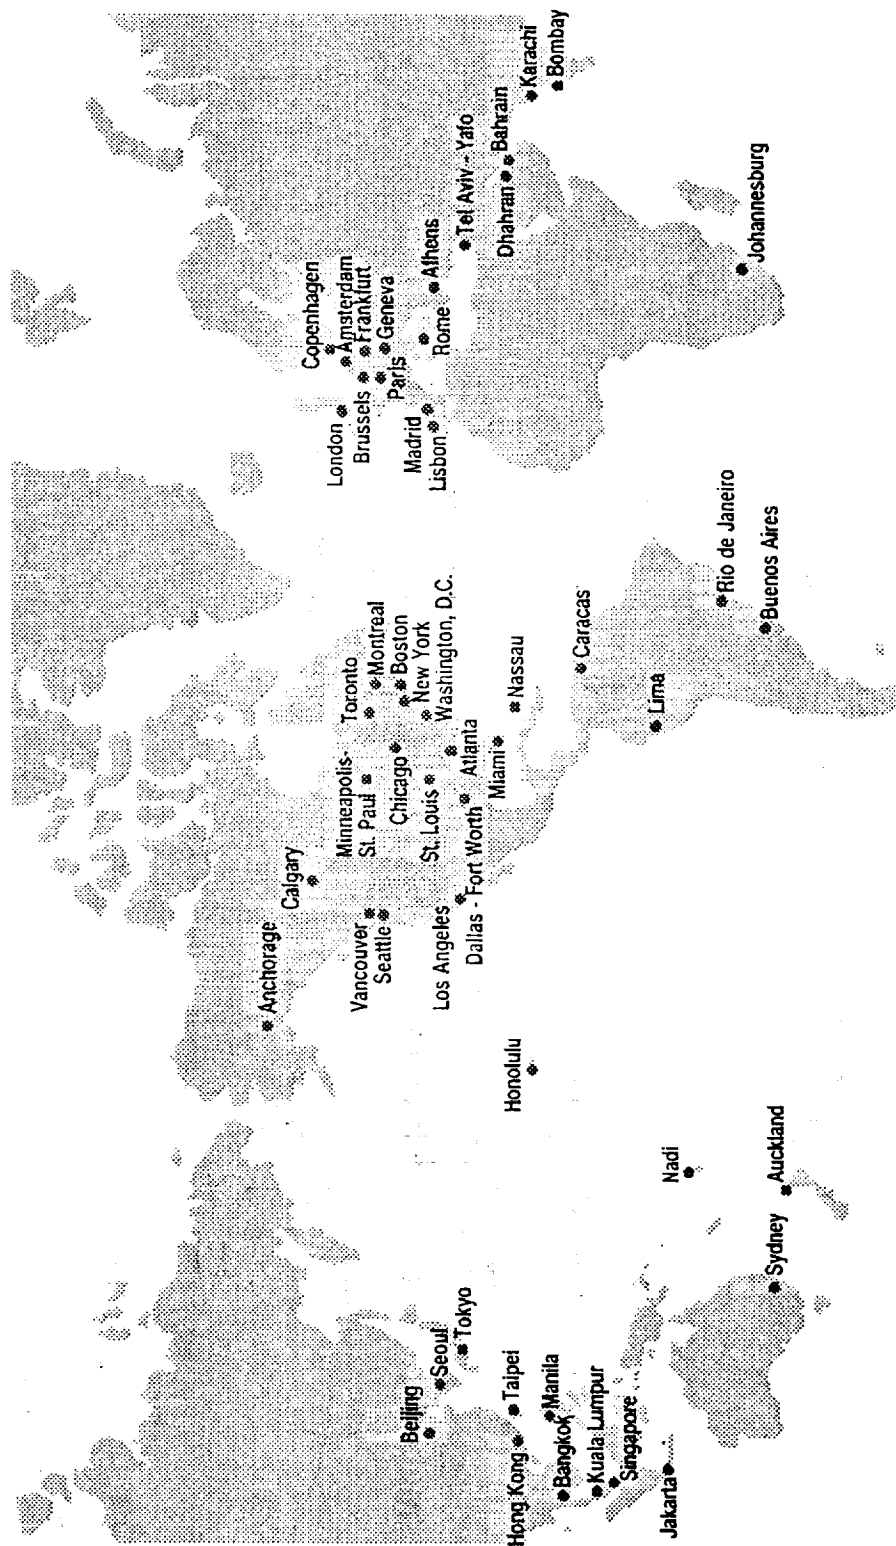 Beijing
Seoul
Tokyo
Hong Kong
Taipei
Bangkok
Manila
Kuala Lumpur
Singapore
Jakarta
Sydney
Auckland
Nadi
Honolulu
Anchorage
Calgary
Vancouver
Seattle
Los Angeles
Dallas - Fort Worth
Minneapolis-
St. Paul
Chicago
St. Louis
Toronto
Montreal
Boston
New York
Washington, D.C.
Atlanta
Miami
Nassau
Caracas
Lima
Rio de Janeiro
Buenos Aires
London
Brussels
Copenhagen
Amsterdam
Frankfurt
Geneva
Paris
Madrid
Lisbon
Rome
Athens
Tel Aviv - Yafo
Dhahran
Bahrain
Karachi
Bombay
Johannesburg